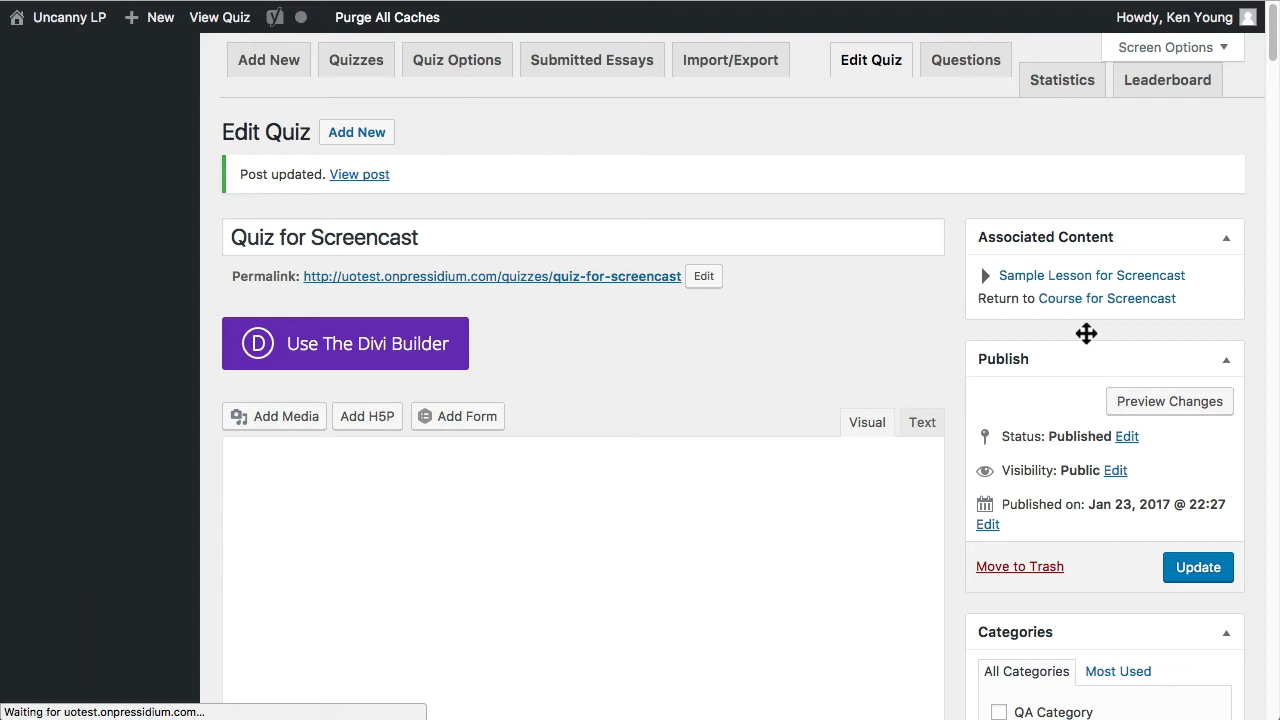 Uncanny LP New View Quiz Purge All Caches Howdy, Ken Young
Screen Options
Add New Quizzes Quiz Options Submitted Essays Import/Export Edit Quiz Questions
Statistics Leaderboard
Edit Quiz Add New
Post updated. View post
Quiz for Screencast
Permalink: http://uotest.onpressidium.com/quizzes/quiz-for-screencast Edit
D Use The Divi Builder
Add Media Add H5P Add Form
Visual Text
Associated Content
Sample Lesson for Screencast
Return to Course for Screencast
Publish
Preview Changes
Status: Published Edit
Visibility: Public Edit
Published on: Jan 23, 2017 @ 22:27
Edit
Move to Trash Update
Categories
All Categories Most Used
QA Category
Waiting for uotest.onpressidium.com...